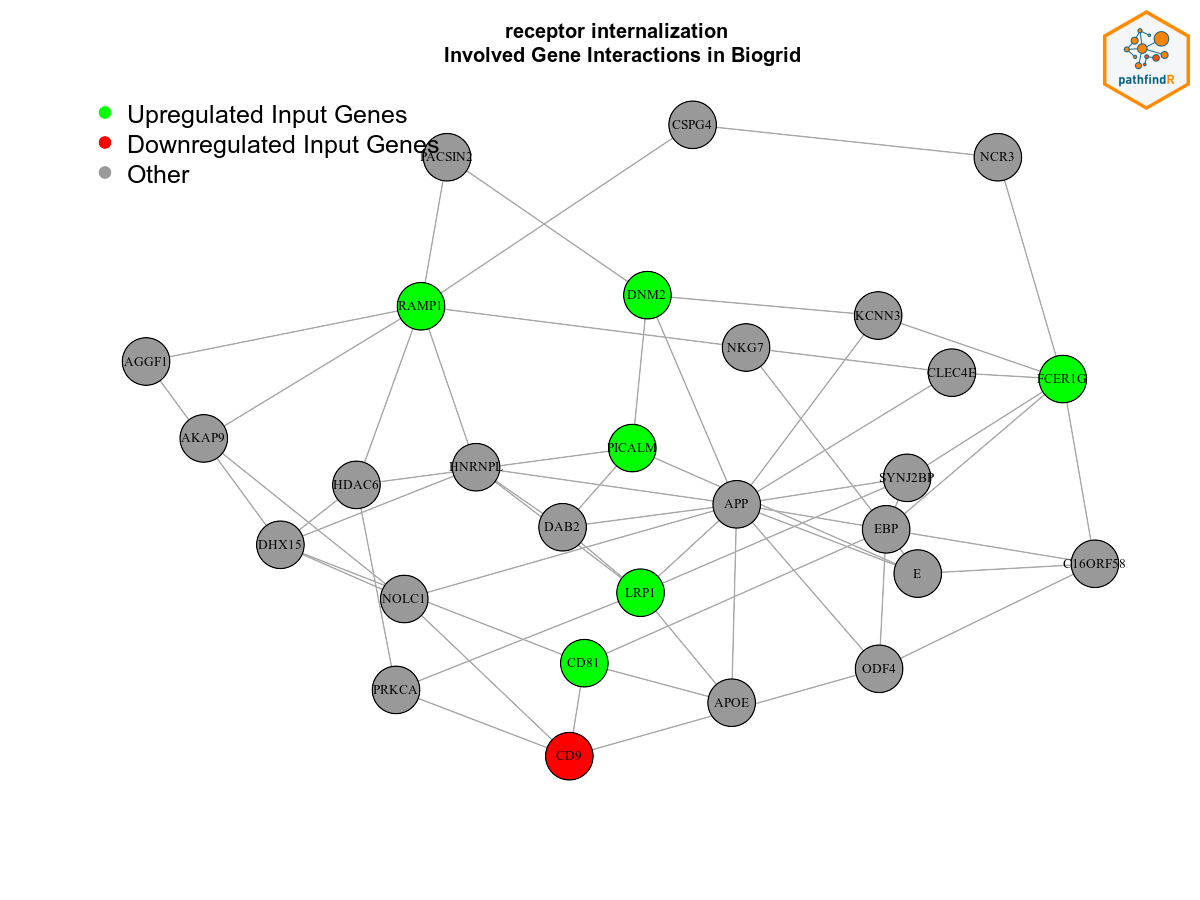 receptor internalization
Involved Gene Interactions in Biogrid
pathfindR
Upregulated Input Genes
Downregulated Input Genes
Other
CSPG4
PACSIN2
NCR3
RAMP1
DNM2
KCNN3
NKG7
AGGF1
CLEC4E
FCER1G
AKAP9
PICALM
HNRNPL
HDAC6
SYNJ2BP
APP
DAB2
EBP
DHX15
E
C16ORF58
NOLC1
LRP1
CD81
ODF4
PRKCA
APOE
CD9